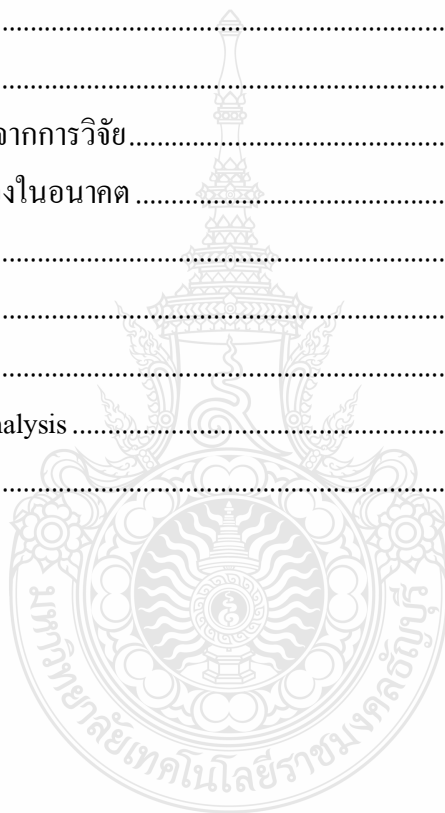 ................................................................
................................................................
จากการวิจัย................................................
งในอนาคต...............................................
................................................................
................................................................
................................................................
nalysis.........................................................
................................................................
มหาวิทยาลัยเทคโนโลยีราชมงคลธัญบุรี